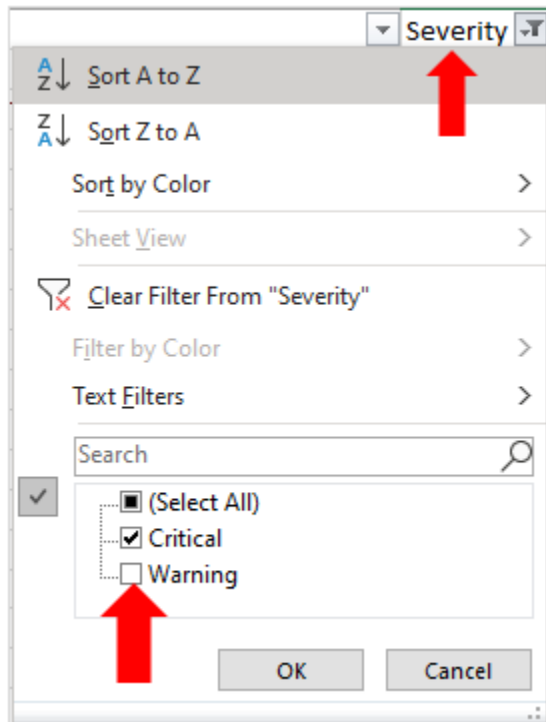 Severity
Sort A to Z
Sort Z to A
Sort by Color
Sheet View
Clear Filter From "Severity"
Filter by Color
Text Filters
Search
(Select All)
Critical
Warning
OK Cancel